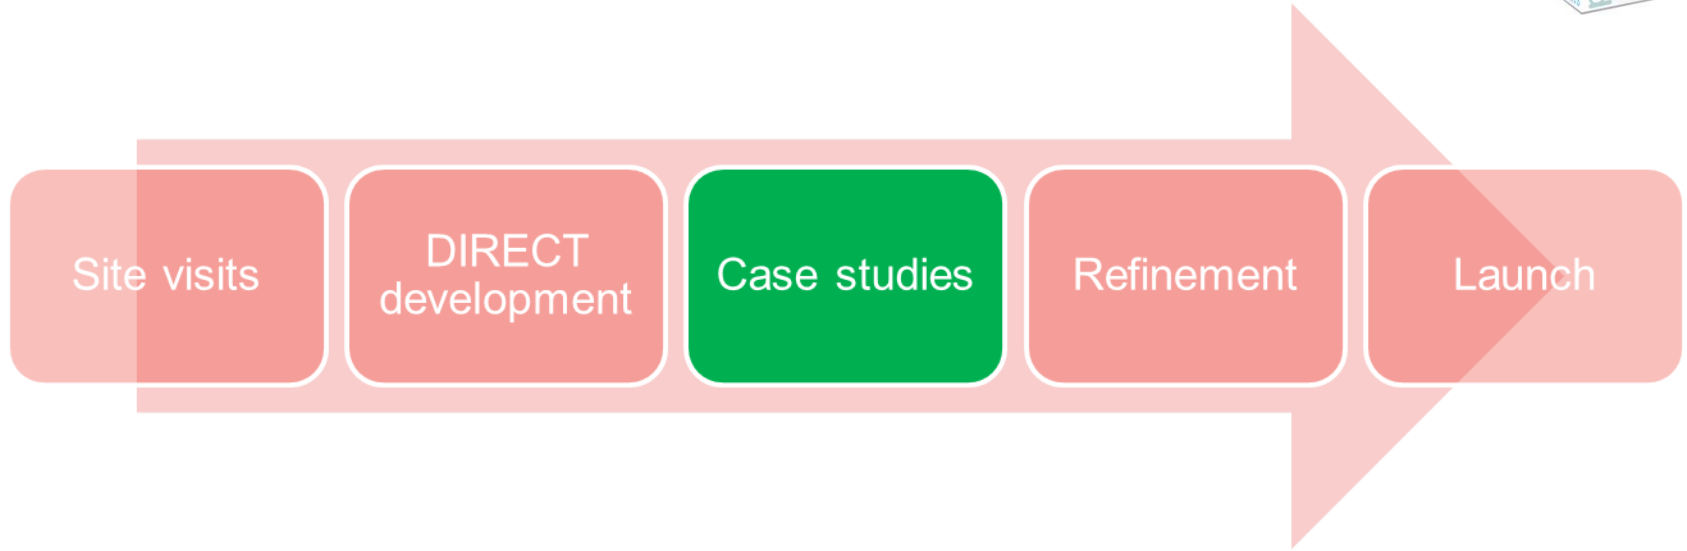 Site visits
DIRECT
development
Case studies
Refinement
Launch